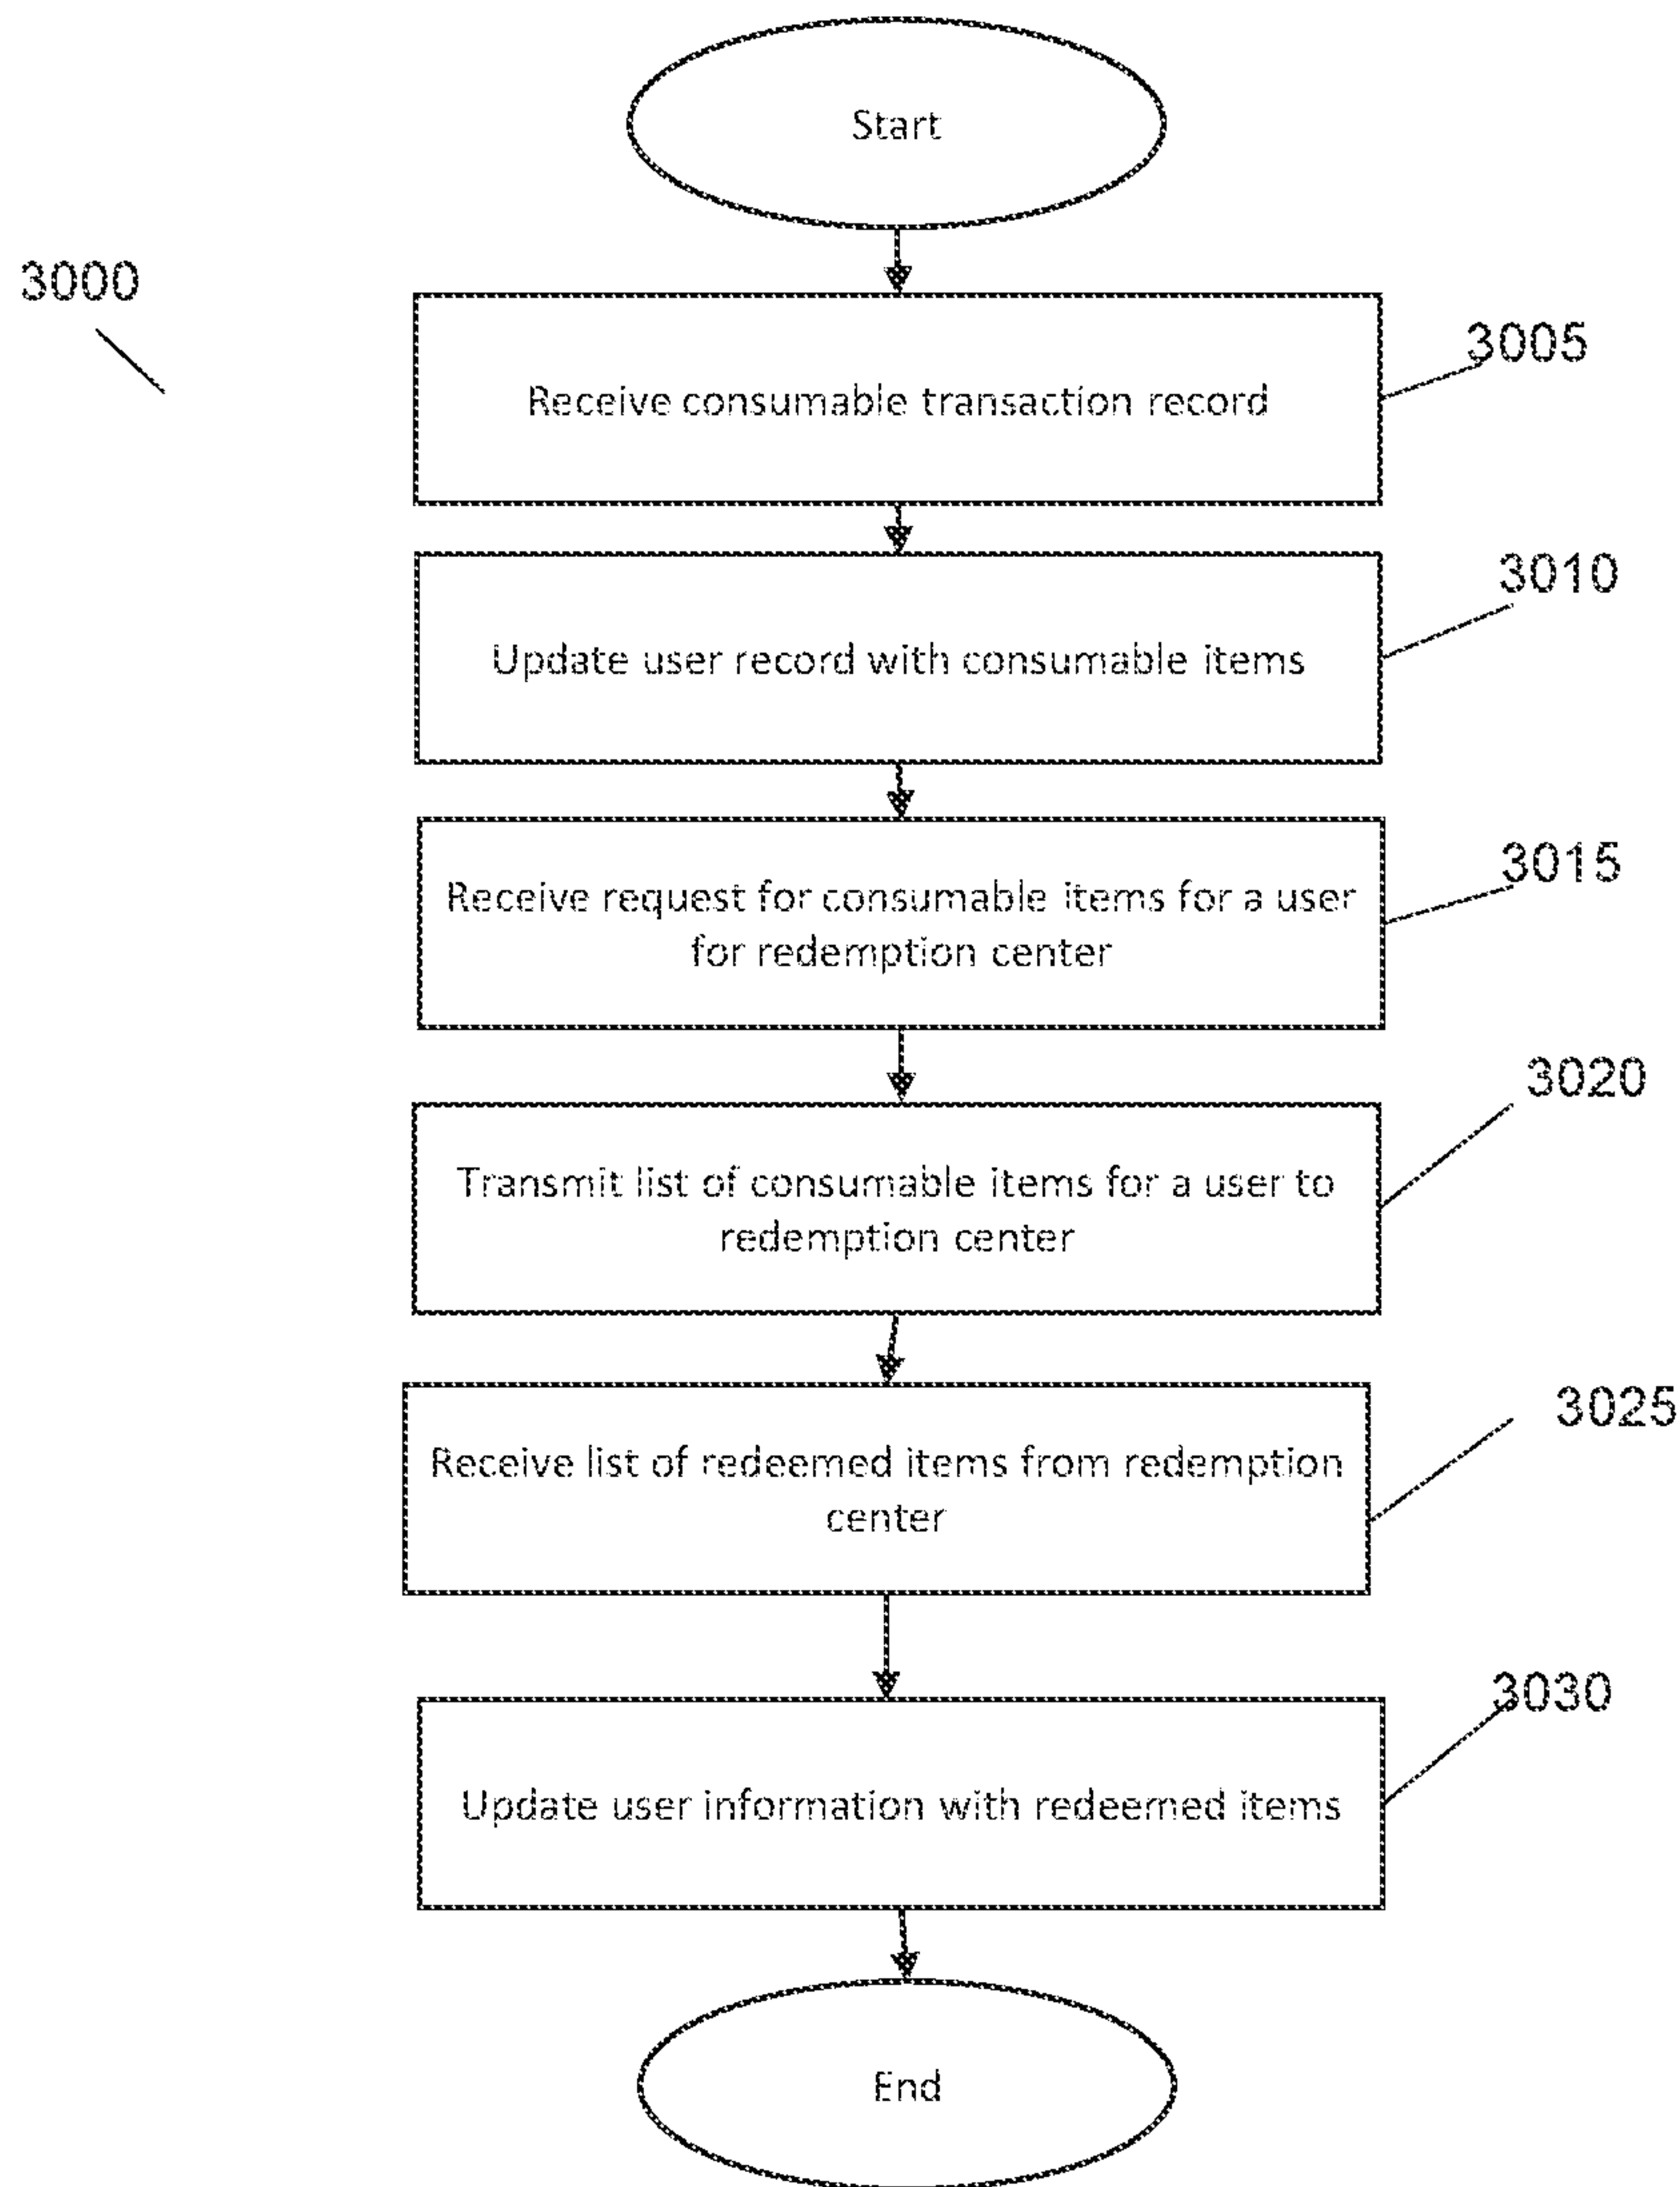 Start
3000
3005
Receive consumable transaction record
3010
Update user record with consumable items
3015
Receive request for consumable items for a user
for redemption center
3020
Transmit list of consumable items for a user to
redemption center
3025
Receive list of redeemed items from redemption
center
3030
Update user information with redeemed items
End